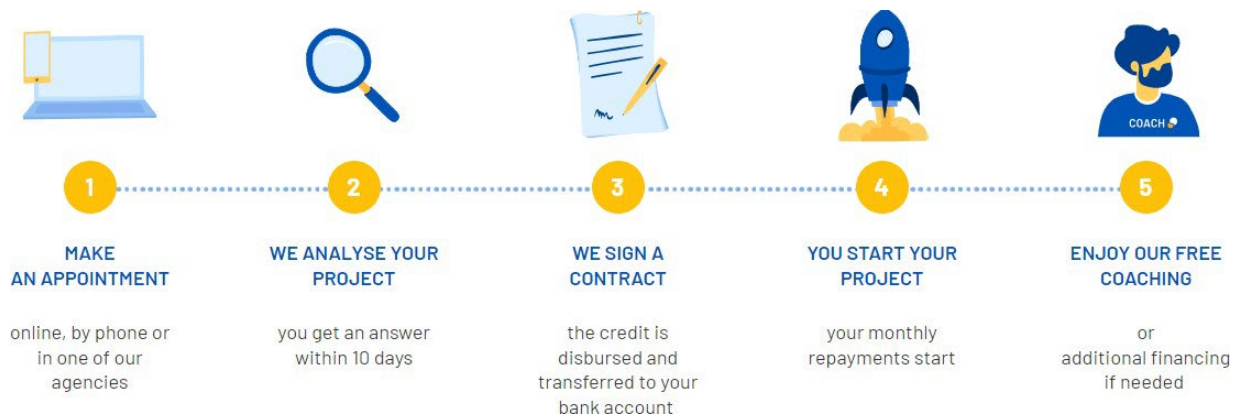 COACH
1
MAKE
AN APPOINTMENT
online, by phone or
in one of our
agencies
2
WE ANALYSE YOUR
PROJECT
you get an answer
within 10 days
3
WE SIGN A
CONTRACT
the credit is
disbursed and
transferred to your
bank account
4
YOU START YOUR
PROJECT
your monthly
repayments start
5
ENJOY OUR FREE
COACHING
or
additional financing
if needed